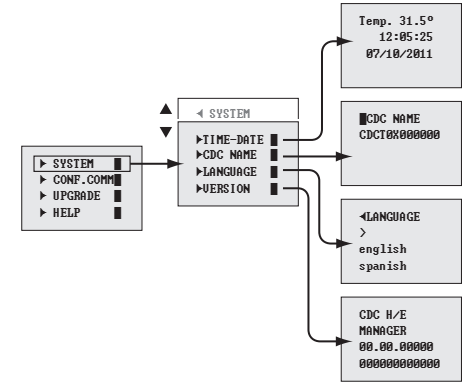 SYSTEM
CONF.COMM
UPGRADE
HELP
SYSTEM
TIME-DATE
CDC NAME
LANGUAGE
VERSION
Temp. 31.5º
12:05:25
07/10/2011
CDC NAME
CDCT0X000000
LANGUAGE
>
english
spanish
CDC H/E
MANAGER
00.00.00000
000000000000